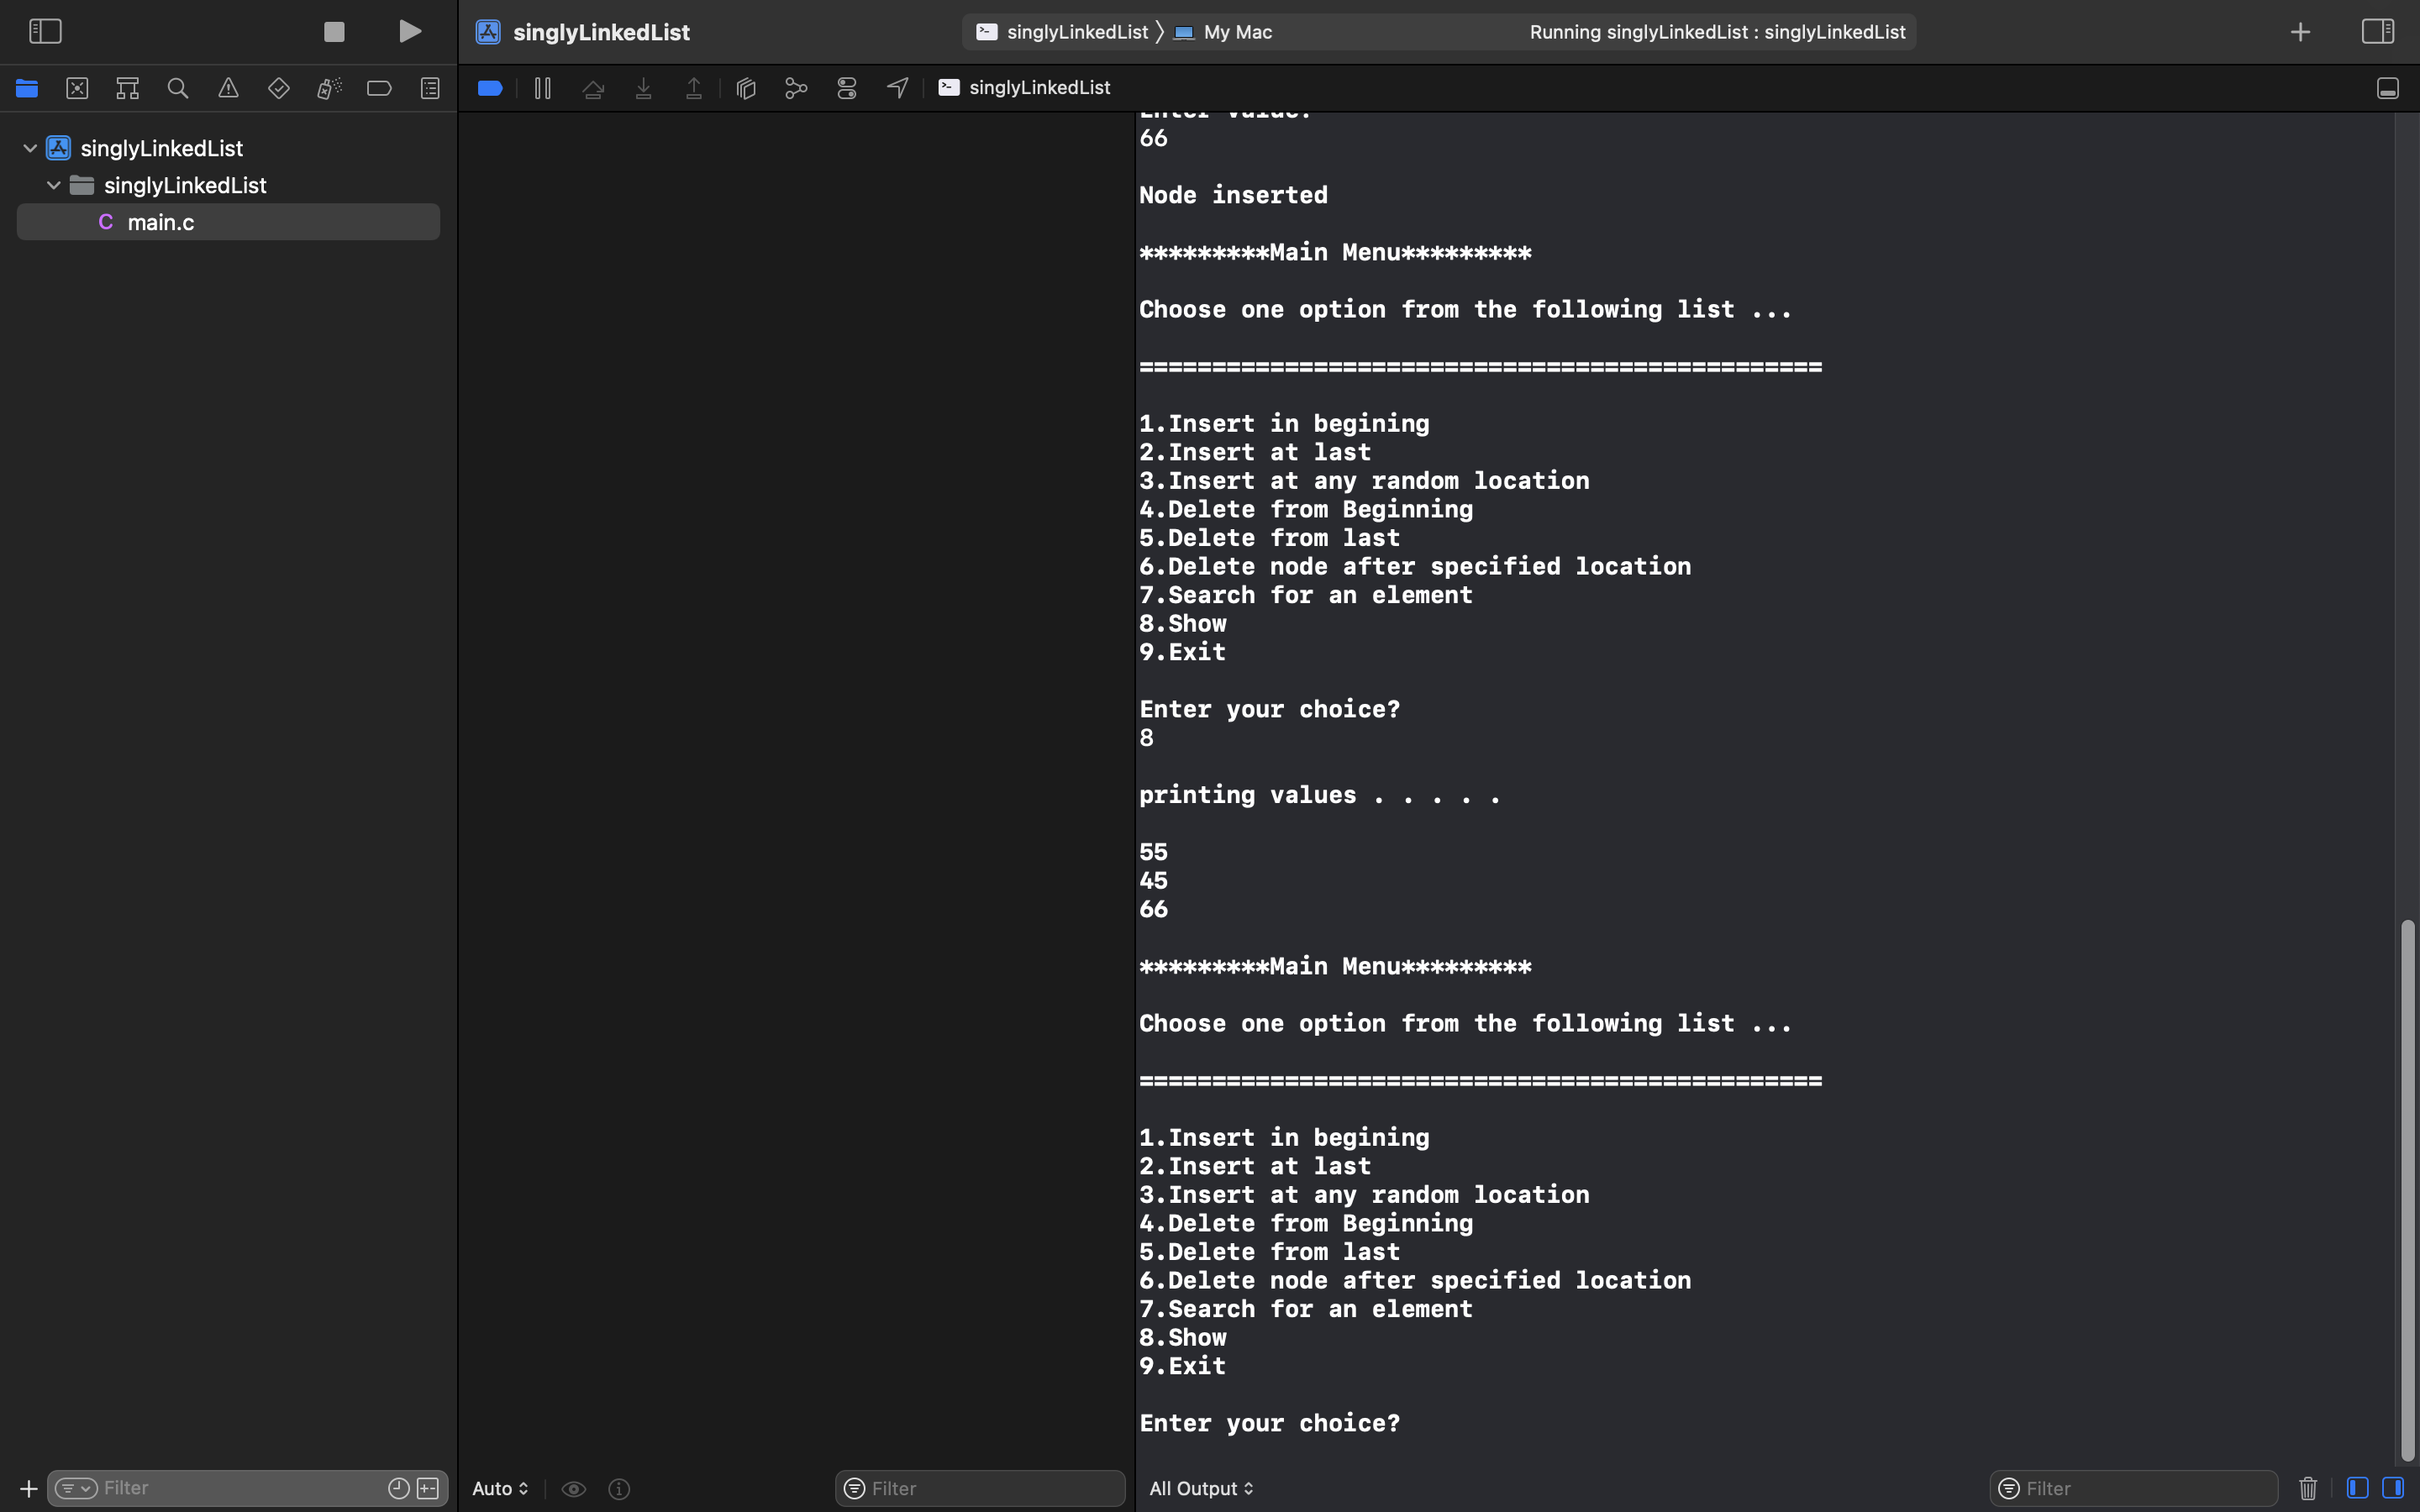 singlyLinkedList
singlyLinkedList
My Mac
Running singlyLinkedList : singlyLinkedList
singlyLinkedList
singlyLinkedList
singlyLinkedList
C main.c
66
Node inserted
*********Main Menu*********
Choose one option from the following list ...
===============================================
1.Insert in begining
2.Insert at last
3.Insert at any random location
4.Delete from Beginning
5.Delete from last
6.Delete node after specified location
7.Search for an element
8.Show
9.Exit
Enter your choice?
8
printing values . . . . .
55
45
66
*********Main Menu*********
Choose one option from the following list ...
===============================================
1.Insert in begining
2.Insert at last
3.Insert at any random location
4.Delete from Beginning
5.Delete from last
6.Delete node after specified location
7.Search for an element
8.Show
9.Exit
Enter your choice?
Filter
Auto
Filter
All Output
Filter